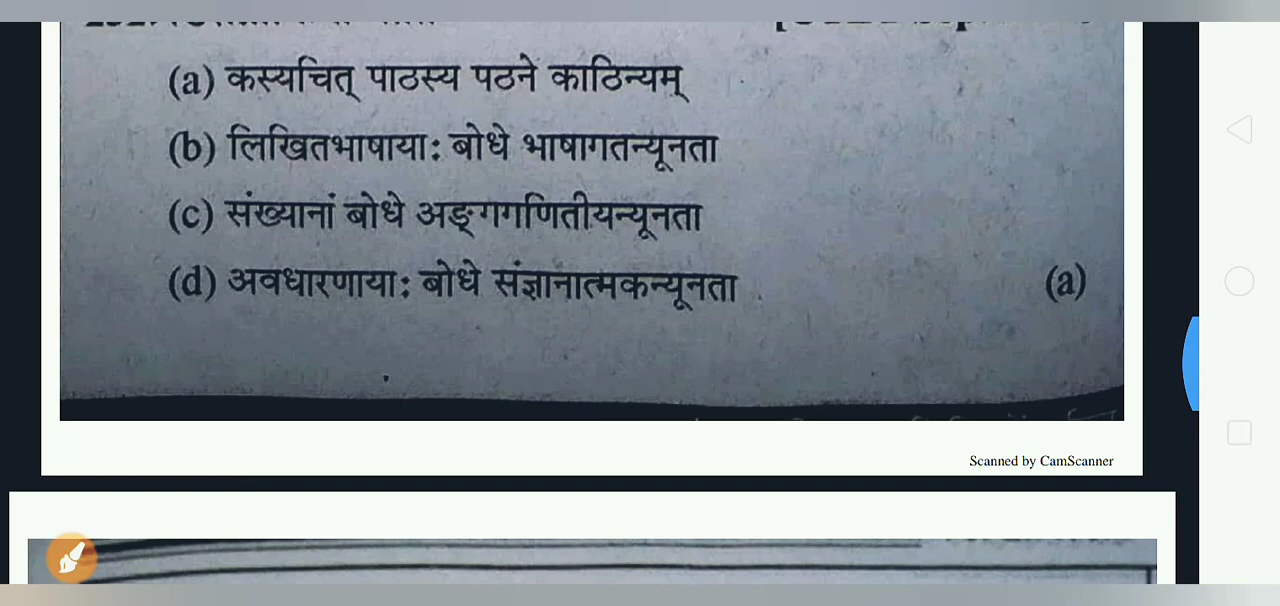 (a) कस्यचित् पाठस्य पठने काठिन्यम्
(b) लिखितभाषायाः बोधे भाषागतन्यूनता
(c) संख्यानां बोधे अङ्गगणितीयन्यूनता
(d) अवधारणायाः बोधे संज्ञानात्मकन्यूनता (a)
Scanned by CamScanner